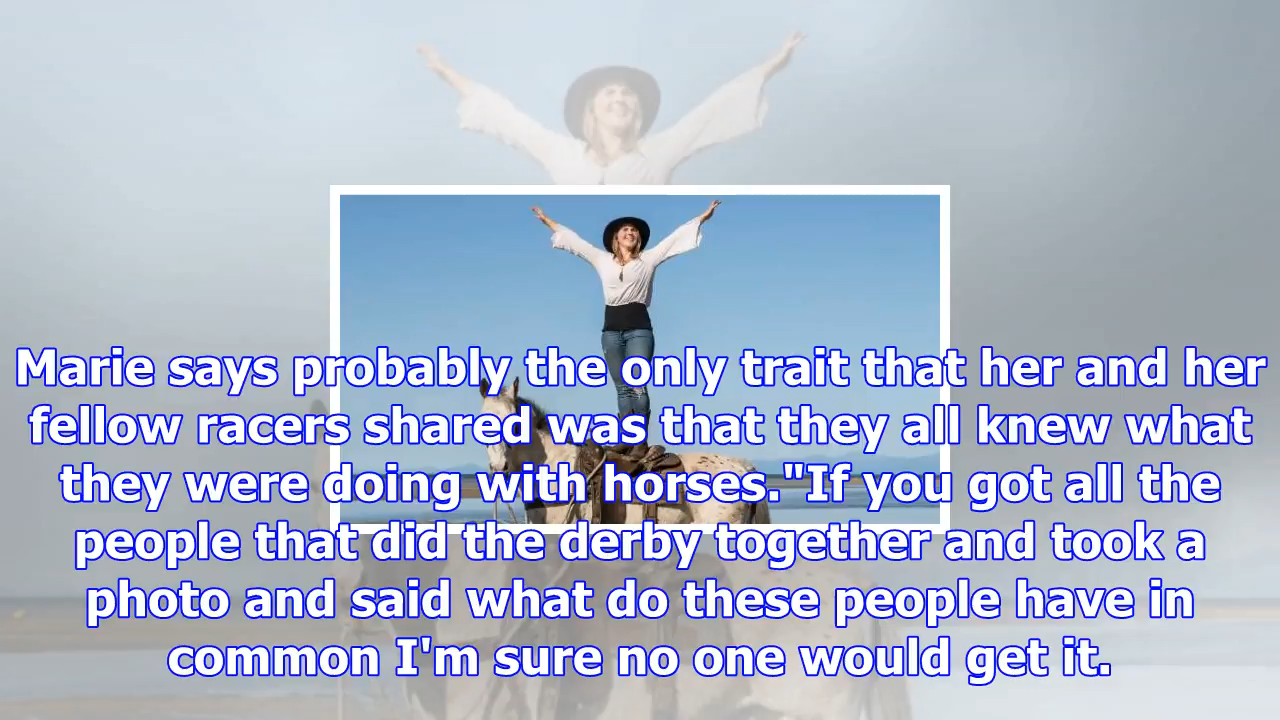 Marie says probably the only trait that her and her
fellow racers shared was that they all knew what
they were doing with horses."If you got all the
people that did the derby together and took a
photo and said what do these people have in
common I'm sure no one would get it.